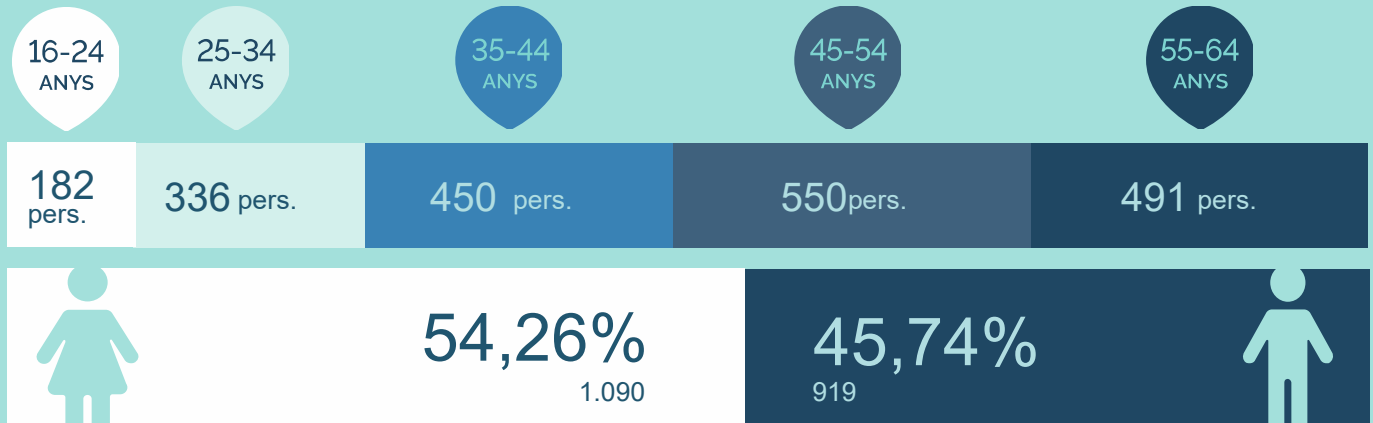 16-24
ANYS
25-34
ANYS
35-44
ANYS
45-54
ANYS
55-64
ANYS
182
pers.
336 pers.
450 pers.
550pers.
491 pers.
54,26%
1.090
45,74%
919